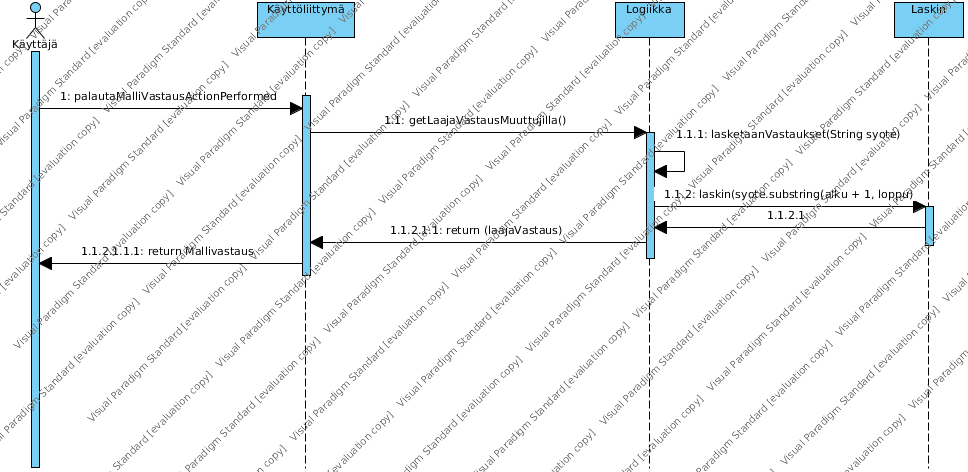 Käyttöliittymä
Logiikka
Laskin
Käyttäjä
1: palautaMalliVastausActionPerformed
1.1: getLaajaVastausMuuttujilla()
1.1.1: lasketaanVastaukset(String syote)
1.1.2: laskin(syote.substring(alku + 1, loppu)
1.1.2.1
1.1.2.1.1: return (laajaVastaus)
1.1.2.1.1.1: return Mallivastaus
Visual Paradigm Standard [evaluation copy]